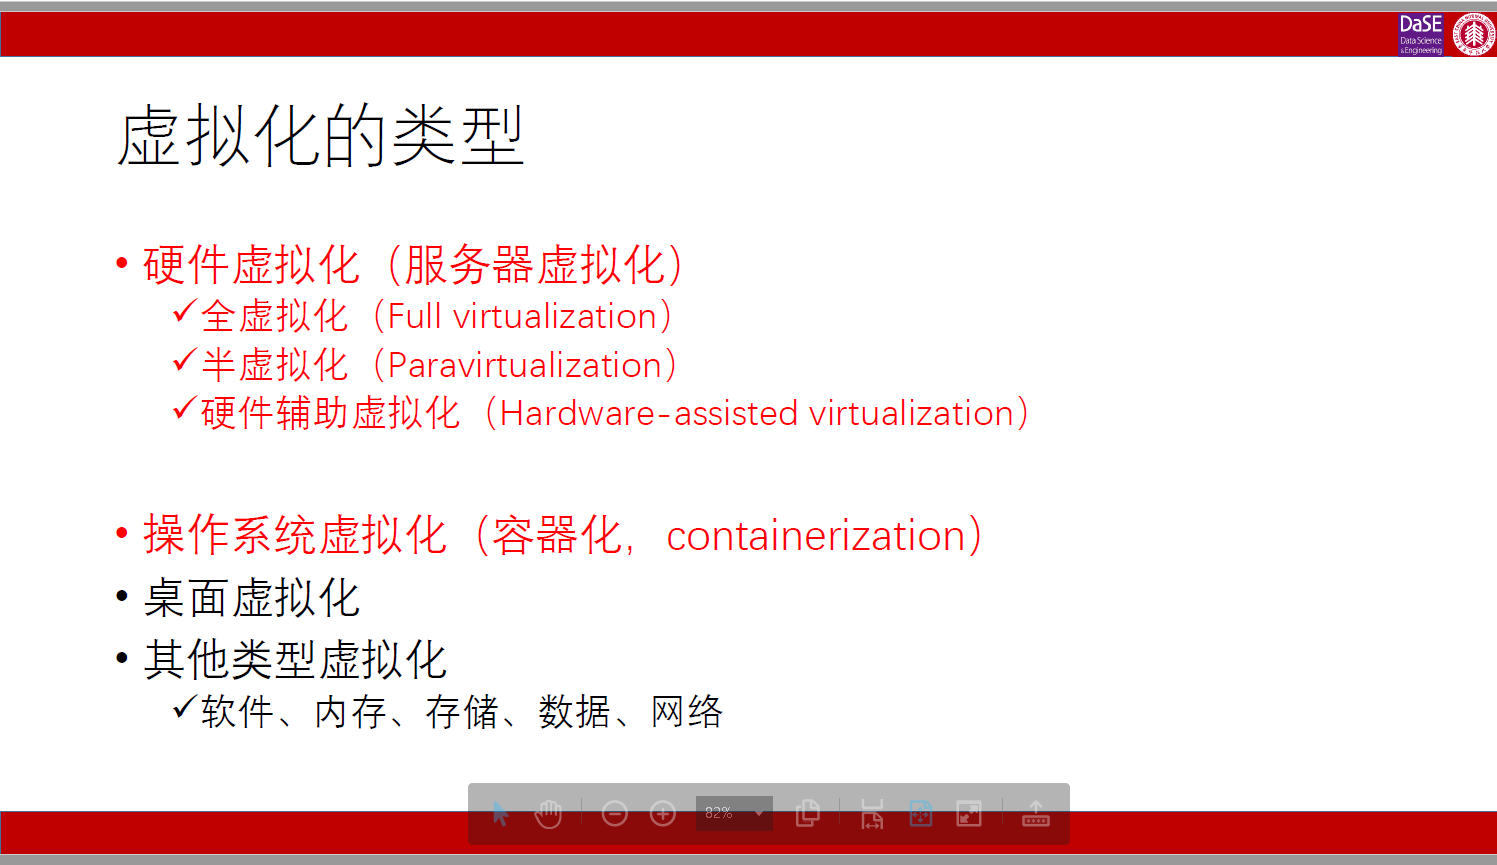 DaSE
Data Science
& Engineering
虚拟化的类型
• 硬件虚拟化（服务器虚拟化）
✓全虚拟化（Full virtualization）
✓半虚拟化（Paravirtualization）
✓硬件辅助虚拟化（Hardware-assisted virtualization）
• 操作系统虚拟化（容器化，containerization）
• 桌面虚拟化
• 其他类型虚拟化
✓软件、内存、存储、数据、网络
82%